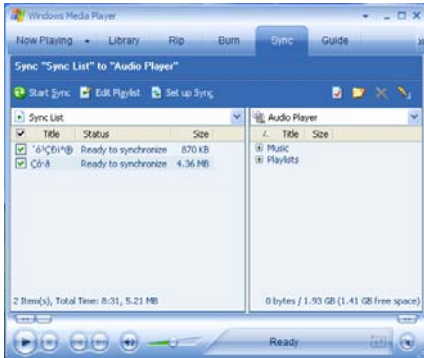 Windows Media Player
Now Playing Library Rip Burn Sync Guide
Sync "Sync List" to "Audio Player"
Start Sync Edit Playlist Set up Sync
Sync List Audio Player
Title Status Size Title Size
Ready to synchronize 870 KB Music
Ready to synchronize 4.36 MB Playlists
2 Item(s), Total Time: 8:31, 5.21 MB 0 bytes / 1.93 GB (1.41 GB free space)
Ready